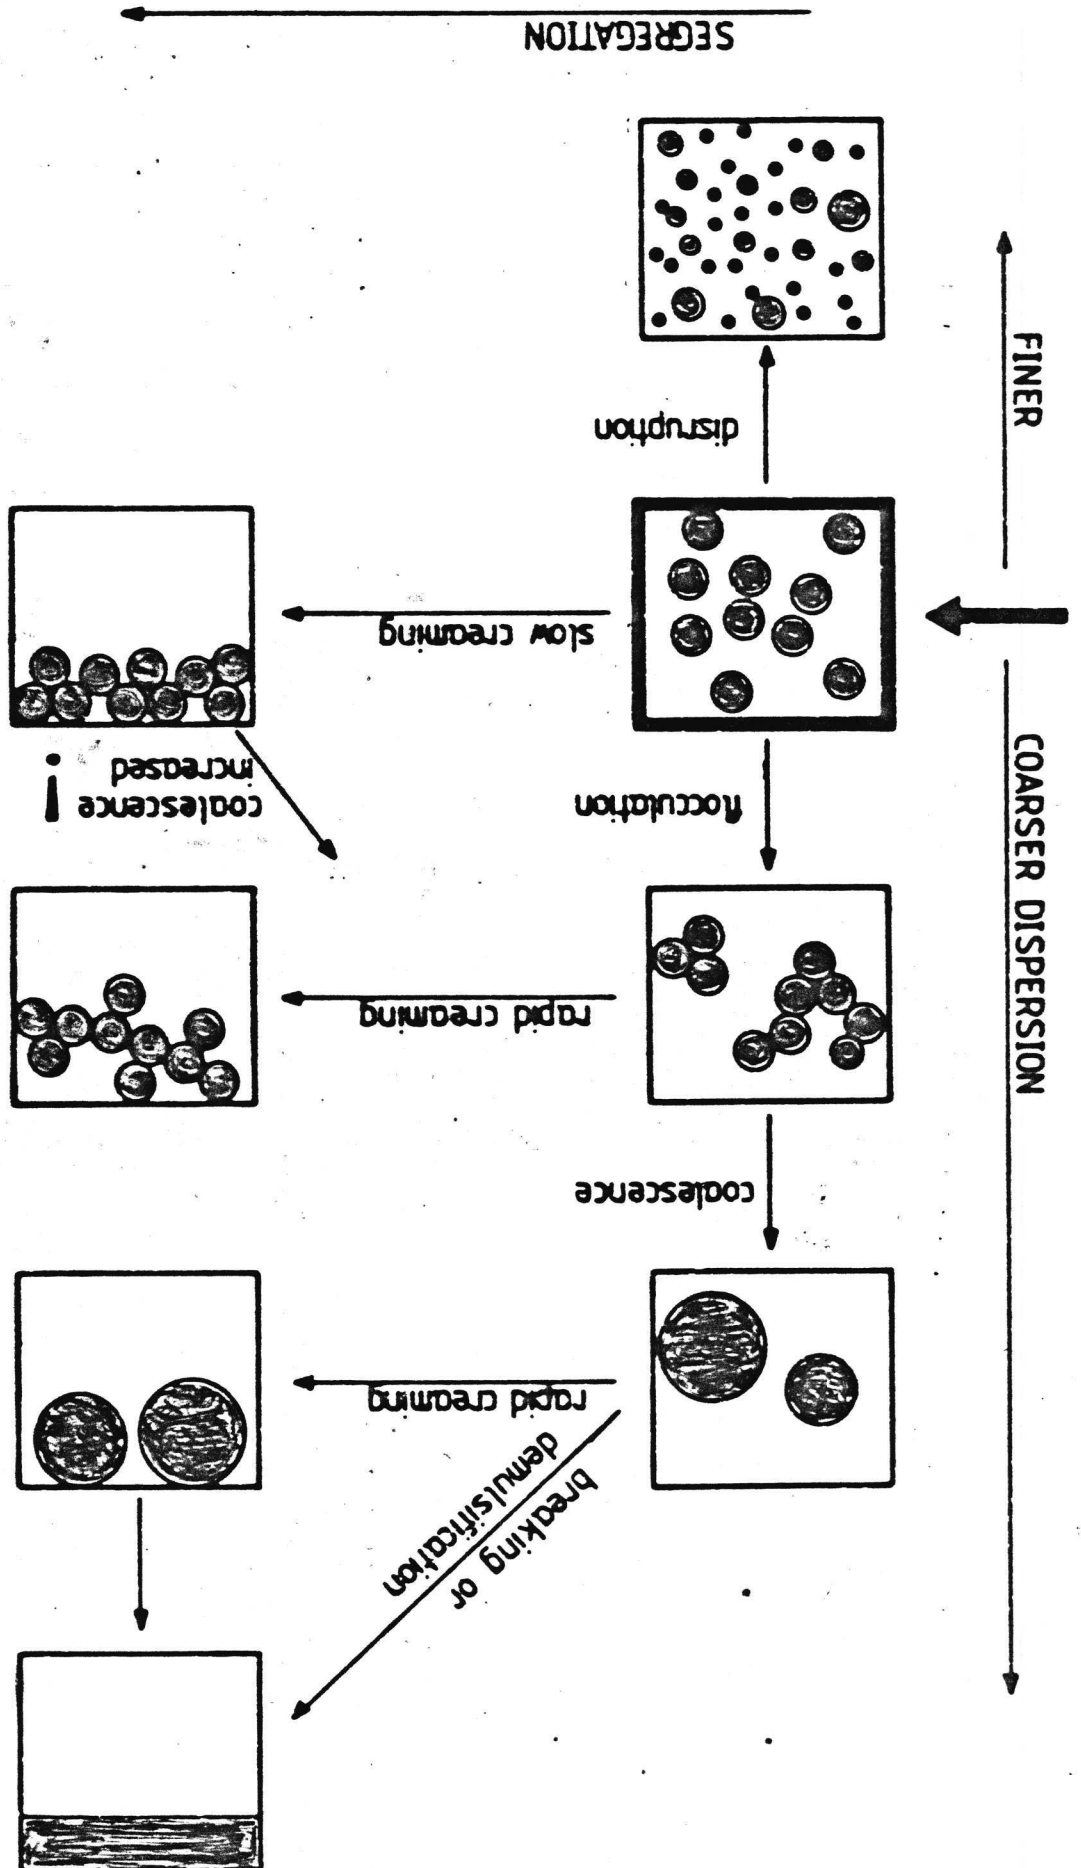 breaking or
demulsification
rapid creaming
coalescence
COARSER DISPERSION
rapid creaming
flocculation
coalescence
increased !
slow creaming
disruption
FINER
SEGREGATION